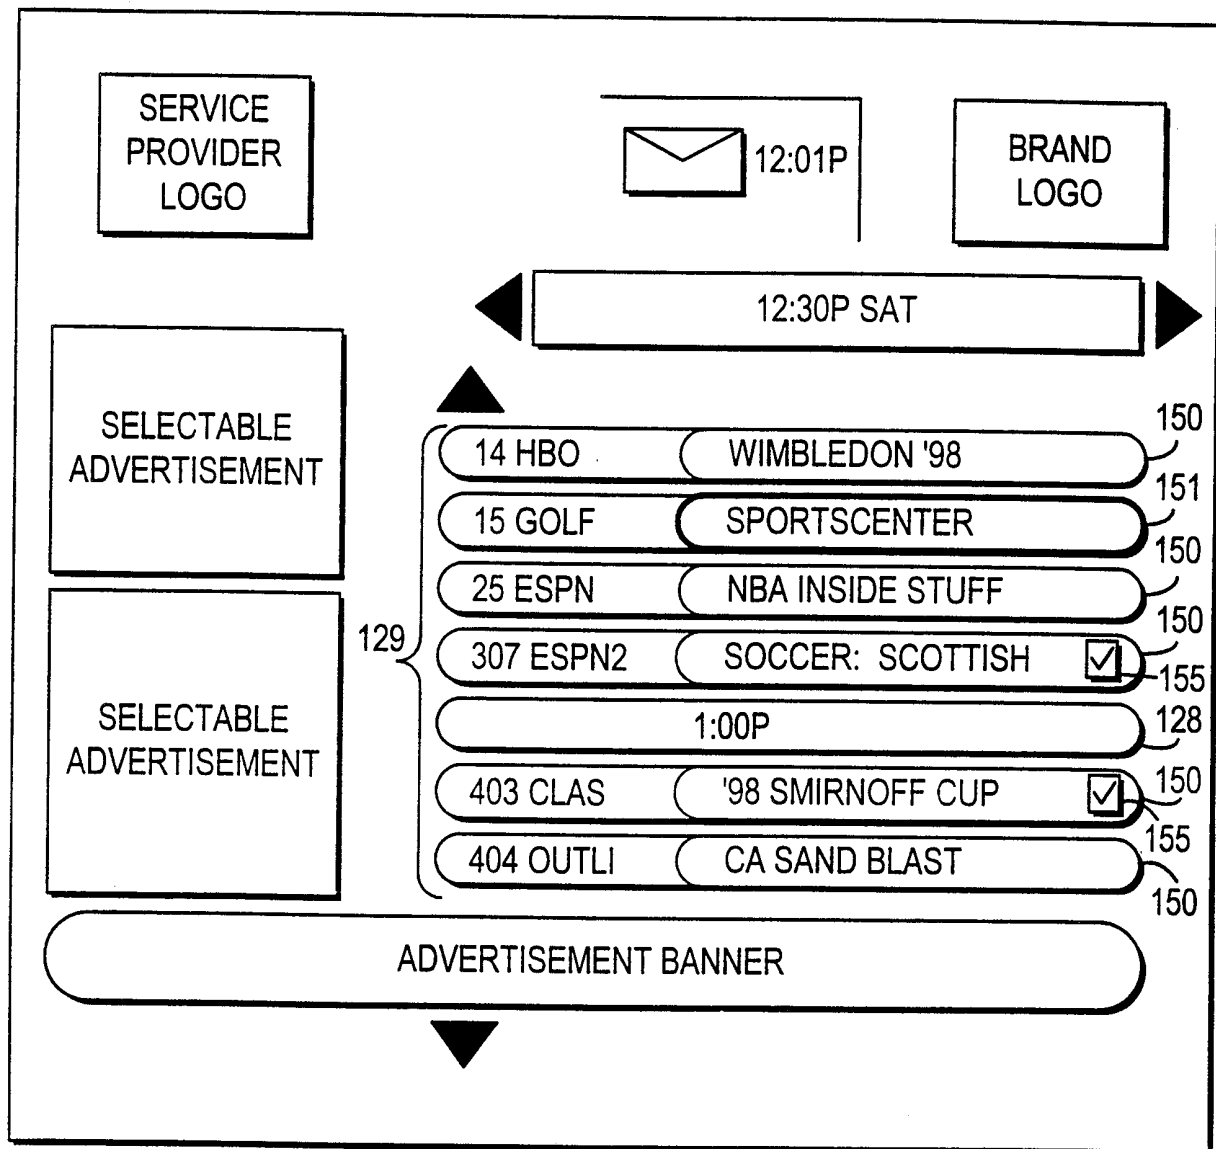 SERVICE
PROVIDER
LOGO
12:01P
BRAND
LOGO
12:30P SAT
SELECTABLE
ADVERTISEMENT
SELECTABLE
ADVERTISEMENT
129
14 HBO WIMBLEDON '98 150
15 GOLF SPORTSCENTER 151
25 ESPN NBA INSIDE STUFF 150
307 ESPN2 SOCCER: SCOTTISH 150
155
1:00P 128
403 CLAS '98 SMIRNOFF CUP 150
155
404 OUTLI CA SAND BLAST 150
ADVERTISEMENT BANNER